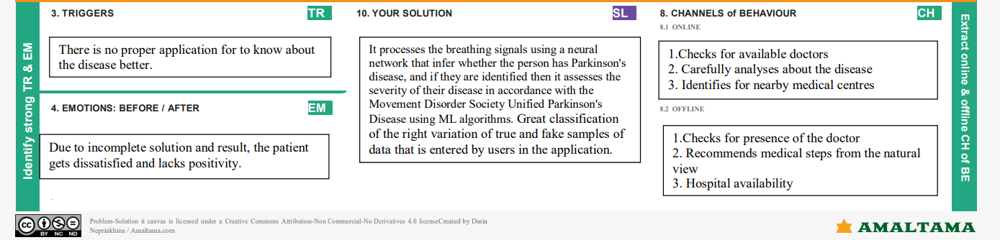 Identify strong TR & EM
3. TRIGGERS
TR
There is no proper application for to know about
the disease better.
4. EMOTIONS: BEFORE / AFTER
EM
Due to incomplete solution and result, the patient
gets dissatisfied and lacks positivity.
.
10. YOUR SOLUTION
SL
It processes the breathing signals using a neural
network that infer whether the person has Parkinson's
disease, and if they are identified then it assesses the
severity of their disease in accordance with the
Movement Disorder Society Unified Parkinson's
Disease using ML algorithms. Great classification
of the right variation of true and fake samples of
data that is entered by users in the application.
8. CHANNELS of BEHAVIOUR
CH
8.1 ONLINE
1.Checks for available doctors
2. Carefully analyses about the disease
3. Identifies for nearby medical centres
8.2 OFFLINE
1.Checks for presence of the doctor
2. Recommends medical steps from the natural
view
3. Hospital availability
Extract online & offline CH of BE
cc BY NC ND
Problem-Solution it canvas is licensed under a Creative Commons Attribution-Non Commercial-No Derivatives 4.0 licenseCreated by Daria
Nepriakhina / Amaltama.com
AMALTAMA